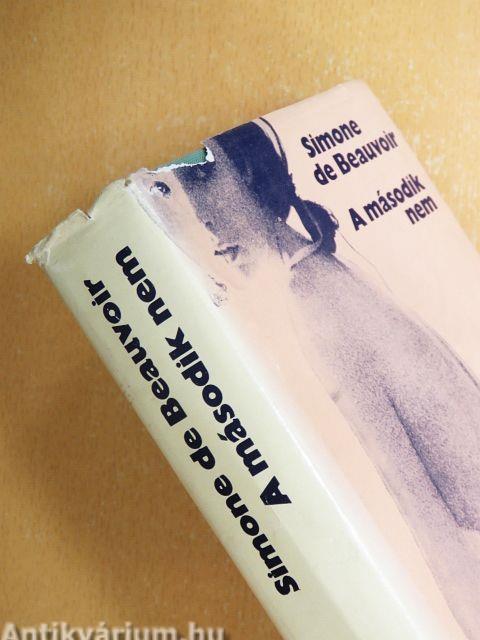 Simone
de Beauvoir
A második
nem
Simone de Beauvoir
A második nem
Antikvárium.hu